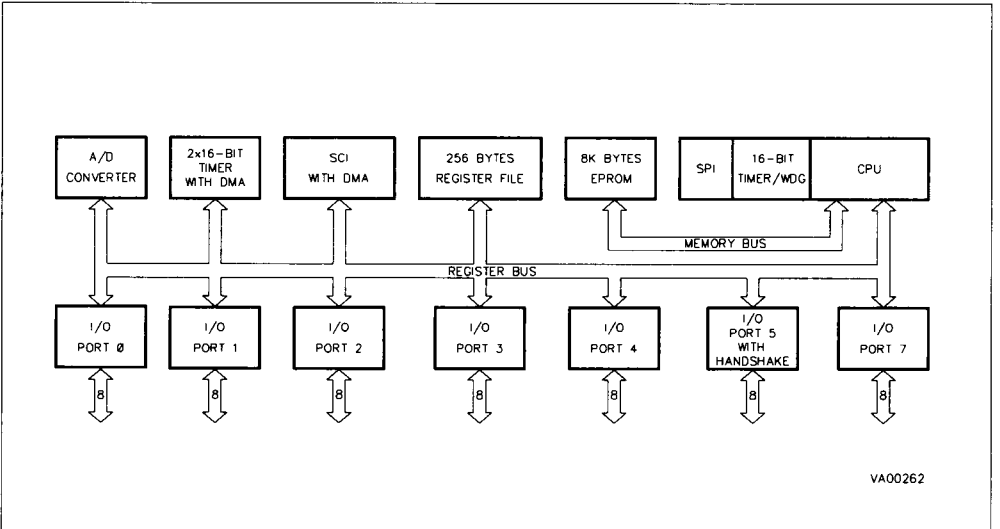 A/D
CONVERTER
2x16-BIT
TIMER
WITH DMA
SCI
WITH DMA
256 BYTES
REGISTER FILE
8K BYTES
EPROM
SPI
16-BIT
TIMER/WDG
CPU
MEMORY BUS
REGISTER BUS
I/O
PORT 0
I/O
PORT 1
I/O
PORT 2
I/O
PORT 3
I/O
PORT 4
I/O
PORT 5
WITH
HANDSHAKE
I/O
PORT 7
8
8
8
8
8
8
8
VA00262